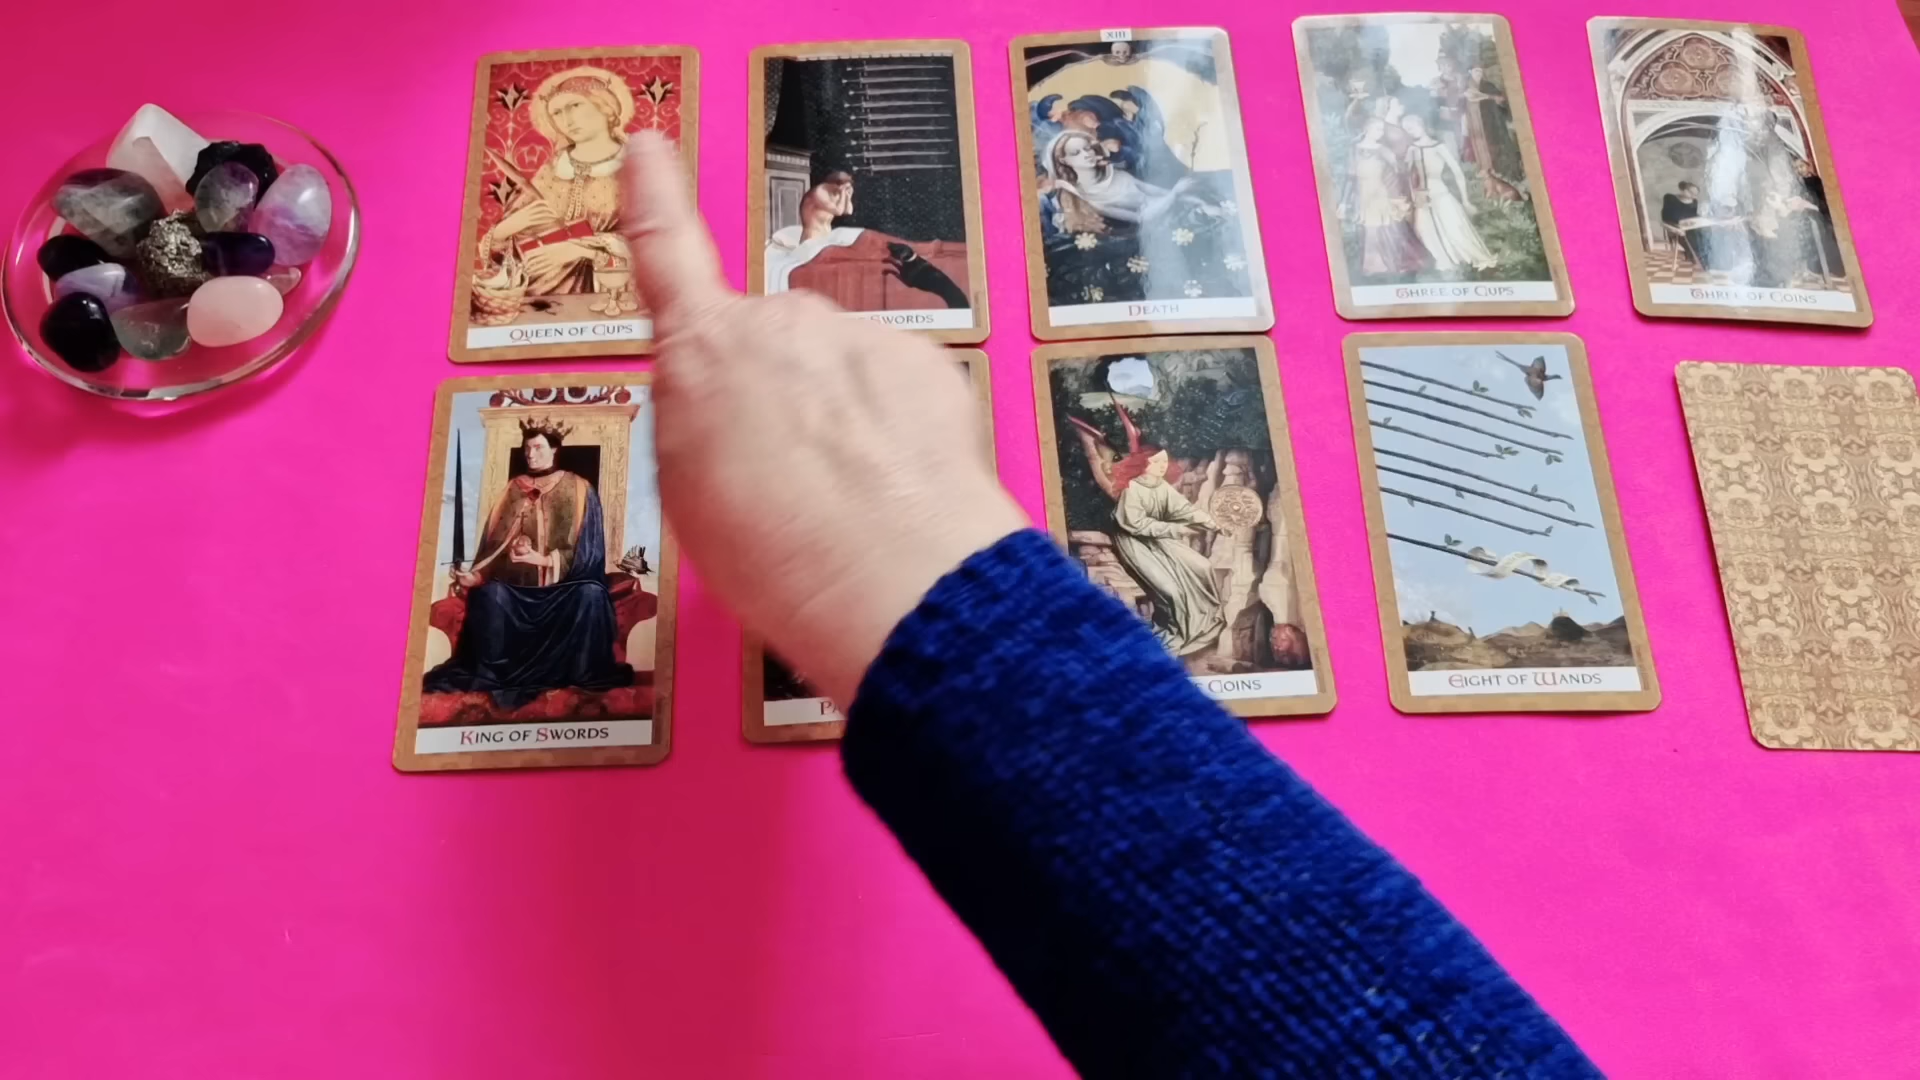 XIII
QUEEN OF CUPS
SWORDS
DEATH
THREE OF CUPS
THREE OF COINS
KING OF SWORDS
COINS
EIGHT OF WANDS